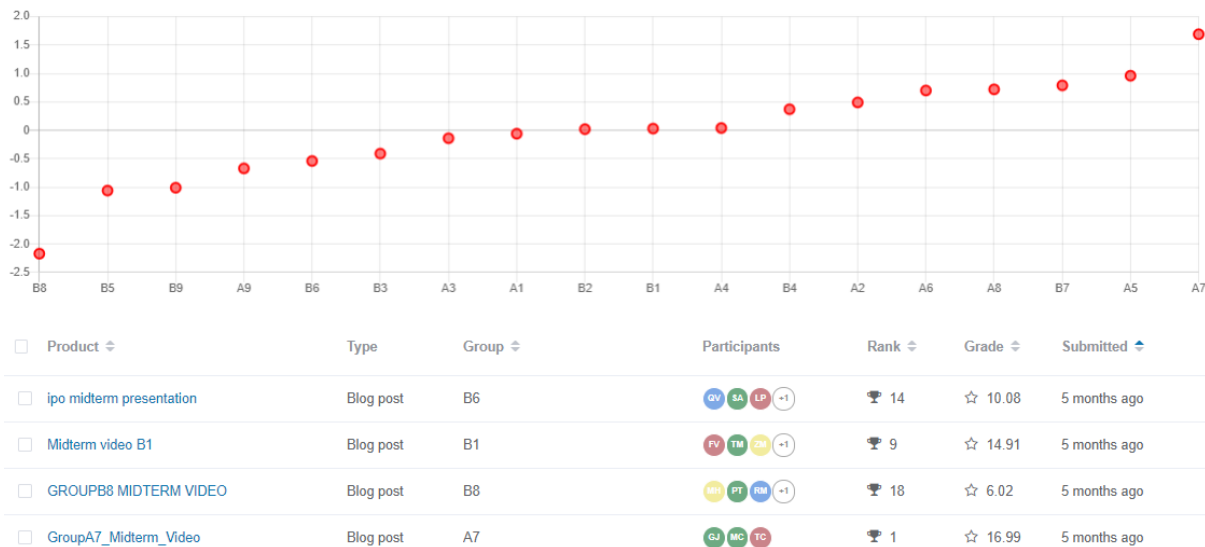 2.0
1.5
1.0
0.5
0
-0.5
-1.0
-1.5
-2.0
-2.5
B8 B5 B9 A9 B6 B3 A3 A1 B2 B1 A4 B4 A2 A6 A8 B7 A5 A7
Product Type Group Participants Rank Grade Submitted
ipo midterm presentation Blog post B6 QV SA LP +1 14 10.08 5 months ago
Midterm video B1 Blog post B1 FV TM ZM +1 9 14.91 5 months ago
GROUPB8 MIDTERM VIDEO Blog post B8 MH PT RM +1 18 6.02 5 months ago
GroupA7_Midterm_Video Blog post A7 GJ MC TC 1 16.99 5 months ago